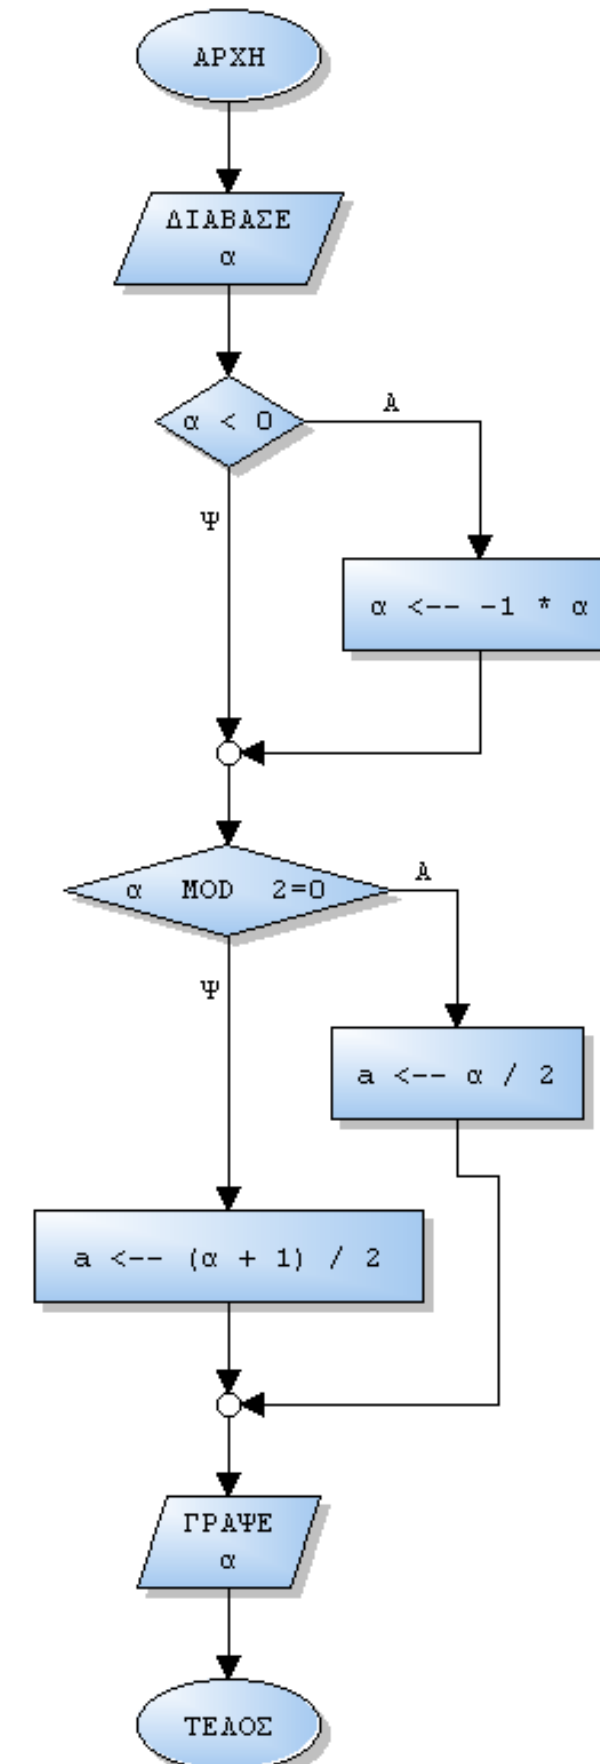 ΑΡΧΗ
ΔΙΑΒΑΣΕ
α
α < 0
Α
Ψ
α <-- -1 * α
α MOD 2=0
Α
Ψ
a <-- α / 2
a <-- (α + 1) / 2
ΓΡΑΨΕ
α
ΤΕΛΟΣ